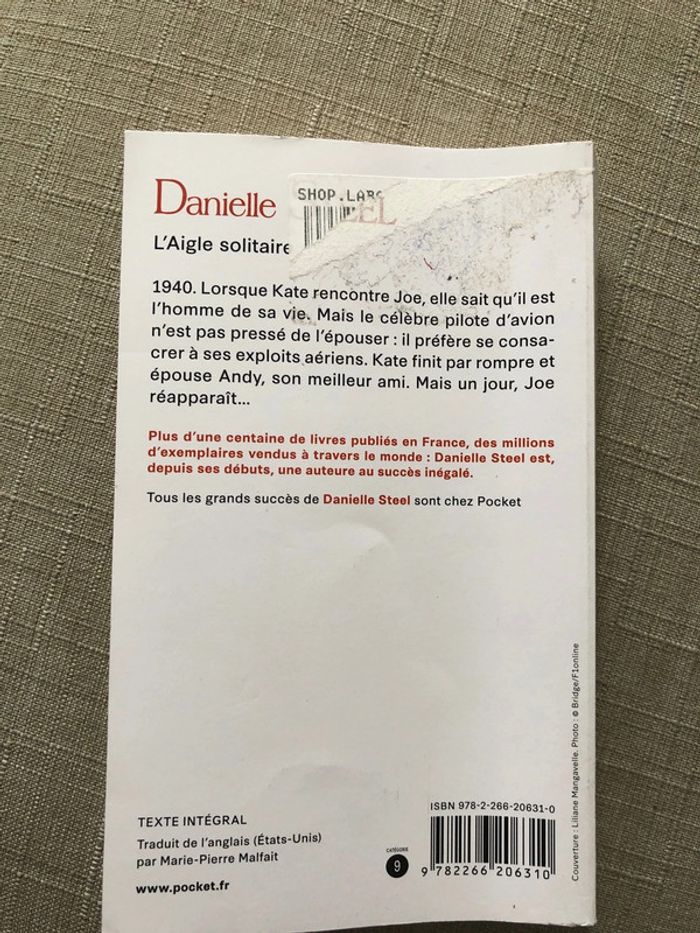 Danielle
SHOP.LAB
EL
L'Aigle solitaire
1940. Lorsque Kate rencontre Joe, elle sait qu'il est
l'homme de sa vie. Mais le célèbre pilote d'avion
n'est pas pressé de l'épouser : il préfère se consa-
crer à ses exploits aériens. Kate finit par rompre et
épouse Andy, son meilleur ami. Mais un jour, Joe
réapparaît...
Plus d'une centaine de livres publiés en France, des millions
d'exemplaires vendus à travers le monde : Danielle Steel est,
depuis ses débuts, une auteure au succès inégalé.
Tous les grands succès de Danielle Steel sont chez Pocket
TEXTE INTÉGRAL
Traduit de l'anglais (États-Unis)
par Marie-Pierre Malfait
www.pocket.fr
CATÉGORIE
9
ISBN 978-2-266-20631-0
9 782266 206310
Couverture : Liliane Mangavelle. Photo : © Bridge/F1online